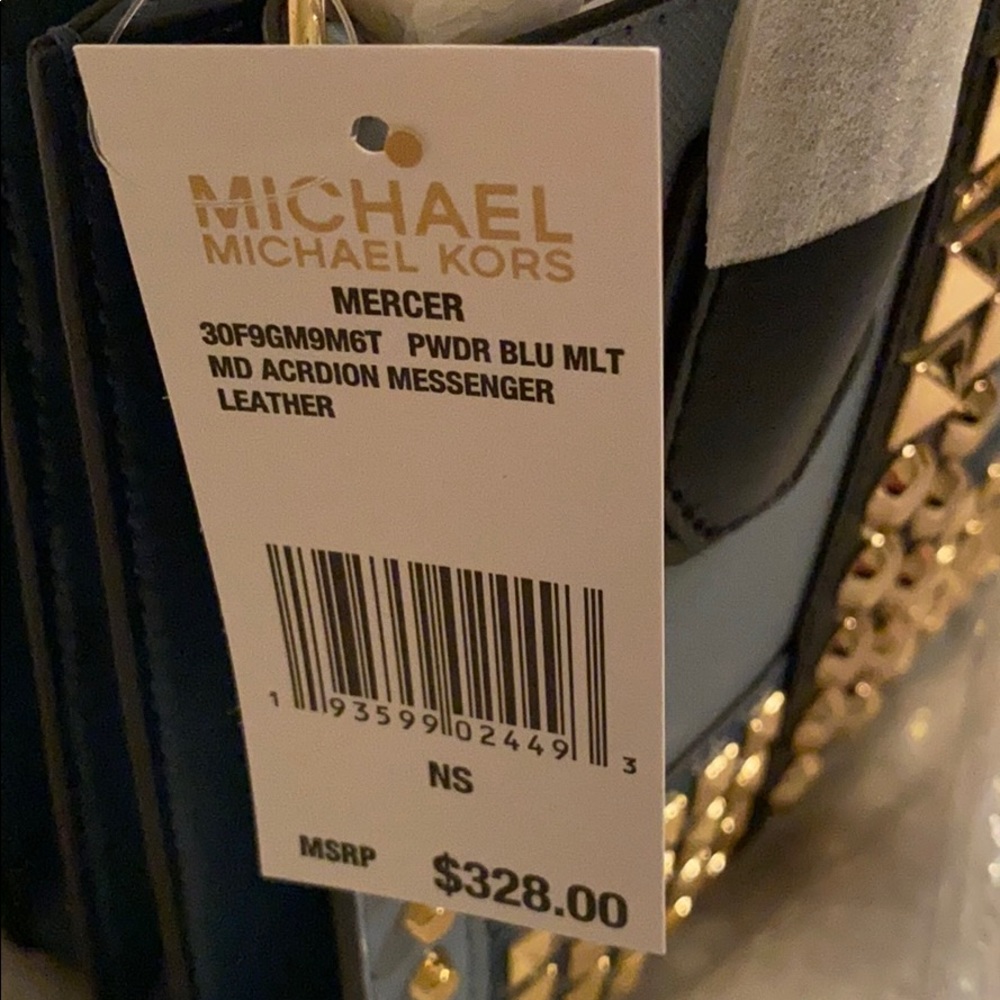 MICHAEL
MICHAEL KORS
MERCER
30F9GM9M6T PWDR BLU MLT
MD ACRDION MESSENGER
LEATHER
1 93599 02449 3
NS
MSRP $328.00